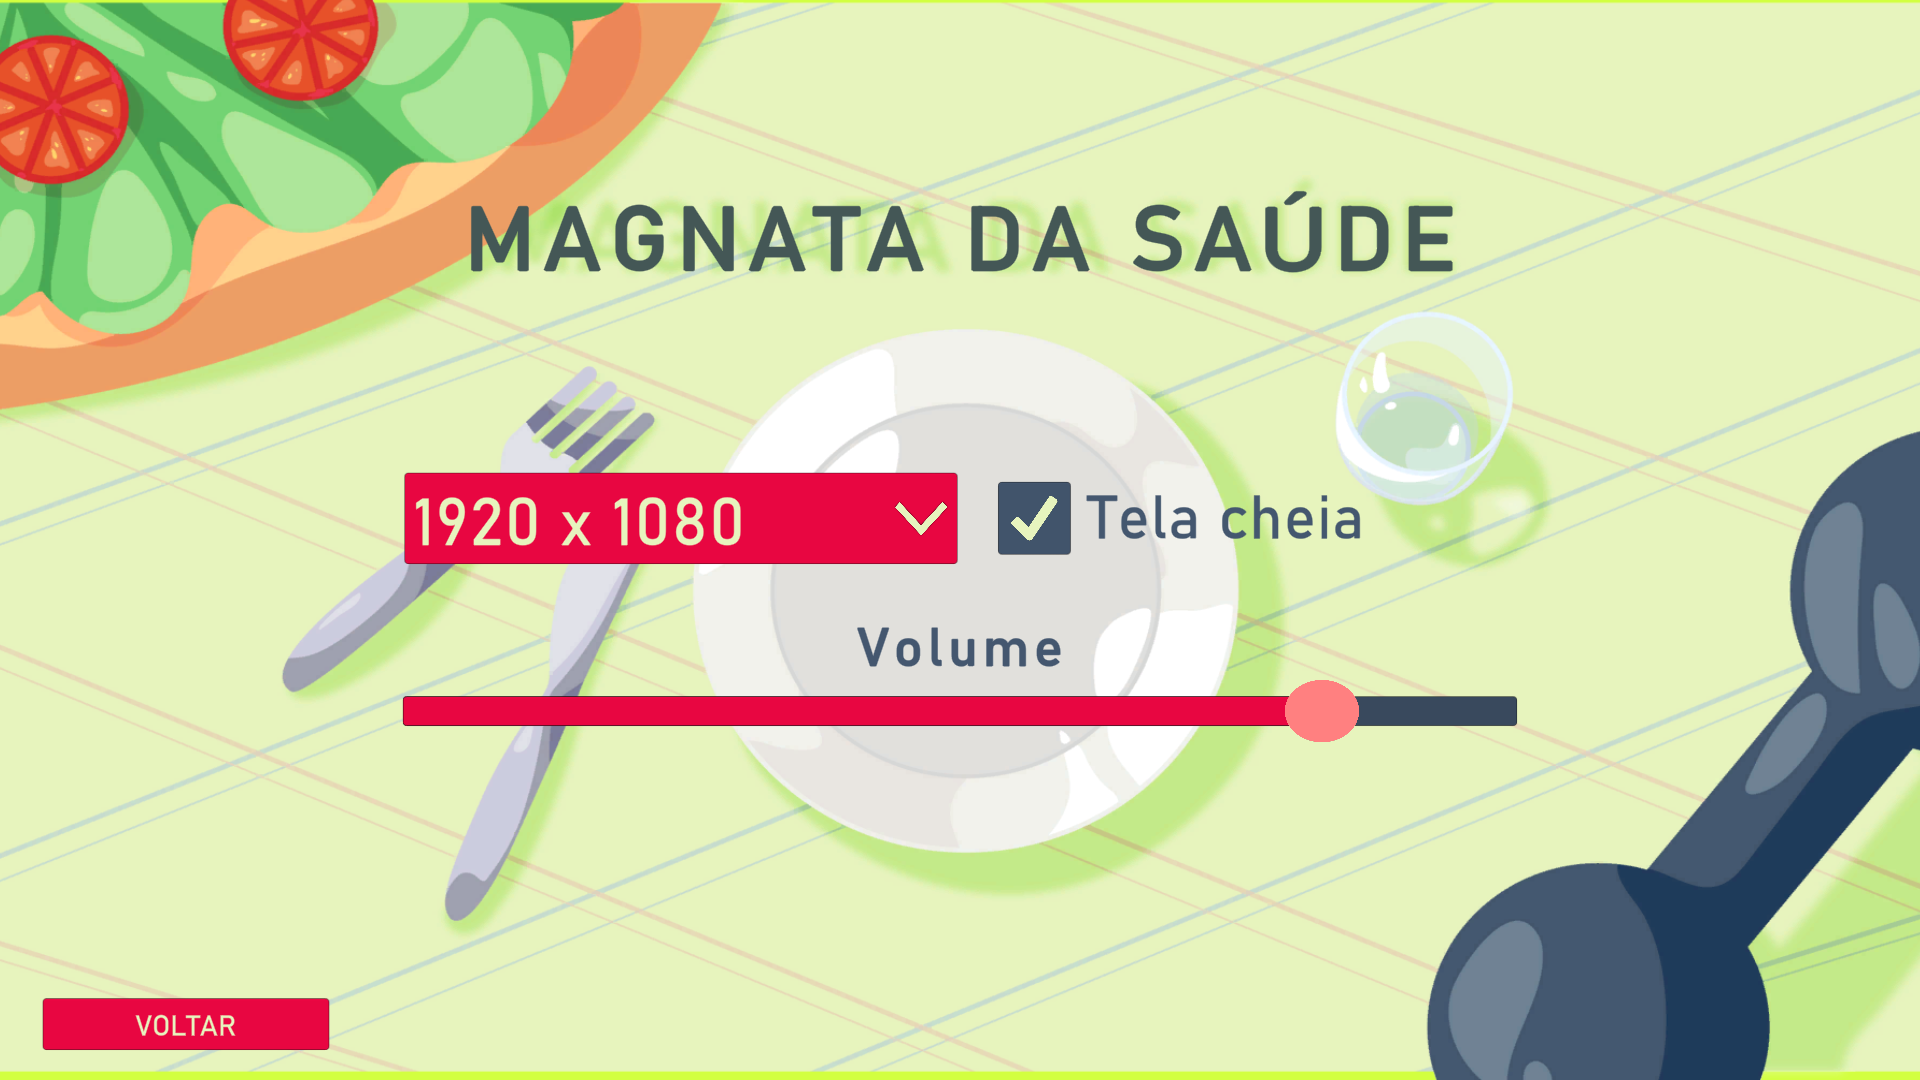 MAGNATA DA SAÚDE
1920 x 1080
Tela cheia
Volume
VOLTAR